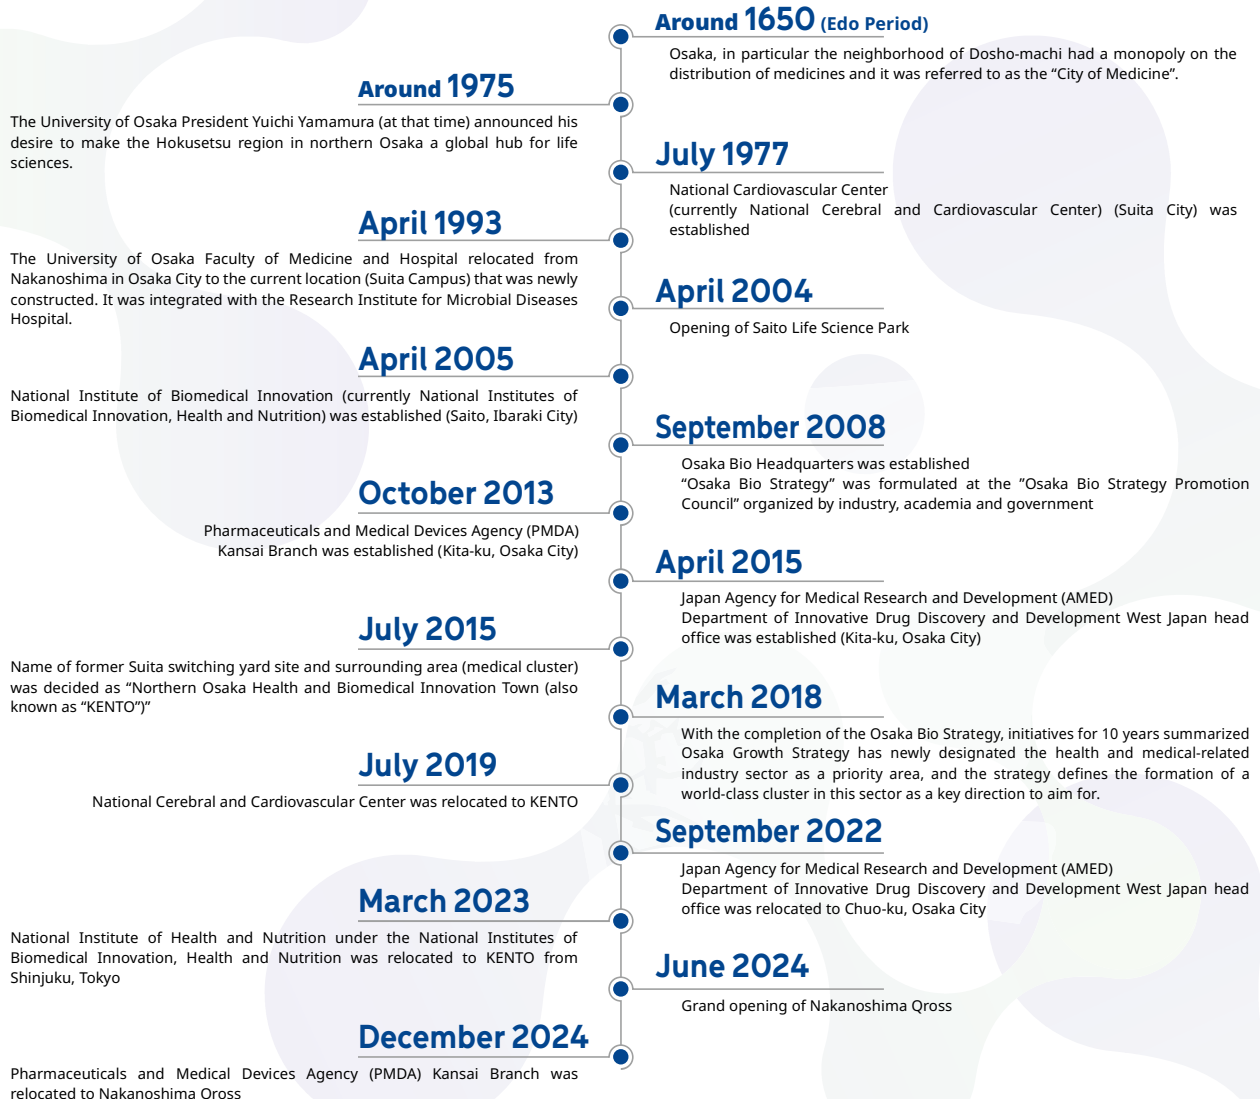 Around 1650 (Edo Period)
Osaka, in particular the neighborhood of Dosho-machi had a monopoly on the
distribution of medicines and it was referred to as the “City of Medicine”.
Around 1975
The University of Osaka President Yuichi Yamamura (at that time) announced his
desire to make the Hokusetsu region in northern Osaka a global hub for life
sciences.
July 1977
National Cardiovascular Center
(currently National Cerebral and Cardiovascular Center) (Suita City) was
established
April 1993
The University of Osaka Faculty of Medicine and Hospital relocated from
Nakanoshima in Osaka City to the current location (Suita Campus) that was newly
constructed. It was integrated with the Research Institute for Microbial Diseases
Hospital.
April 2004
Opening of Saito Life Science Park
April 2005
National Institute of Biomedical Innovation (currently National Institutes of
Biomedical Innovation, Health and Nutrition) was established (Saito, Ibaraki City)
September 2008
Osaka Bio Headquarters was established
“Osaka Bio Strategy” was formulated at the ”Osaka Bio Strategy Promotion
Council” organized by industry, academia and government
October 2013
Pharmaceuticals and Medical Devices Agency (PMDA)
Kansai Branch was established (Kita-ku, Osaka City)
April 2015
Japan Agency for Medical Research and Development (AMED)
Department of Innovative Drug Discovery and Development West Japan head
office was established (Kita-ku, Osaka City)
July 2015
Name of former Suita switching yard site and surrounding area (medical cluster)
was decided as “Northern Osaka Health and Biomedical Innovation Town (also
known as “KENTO”)”
March 2018
With the completion of the Osaka Bio Strategy, initiatives for 10 years summarized
Osaka Growth Strategy has newly designated the health and medical-related
industry sector as a priority area, and the strategy defines the formation of a
world-class cluster in this sector as a key direction to aim for.
July 2019
National Cerebral and Cardiovascular Center was relocated to KENTO
September 2022
Japan Agency for Medical Research and Development (AMED)
Department of Innovative Drug Discovery and Development West Japan head
office was relocated to Chuo-ku, Osaka City
March 2023
National Institute of Health and Nutrition under the National Institutes of
Biomedical Innovation, Health and Nutrition was relocated to KENTO from
Shinjuku, Tokyo
June 2024
Grand opening of Nakanoshima Qross
December 2024
Pharmaceuticals and Medical Devices Agency (PMDA) Kansai Branch was
relocated to Nakanoshima Qross